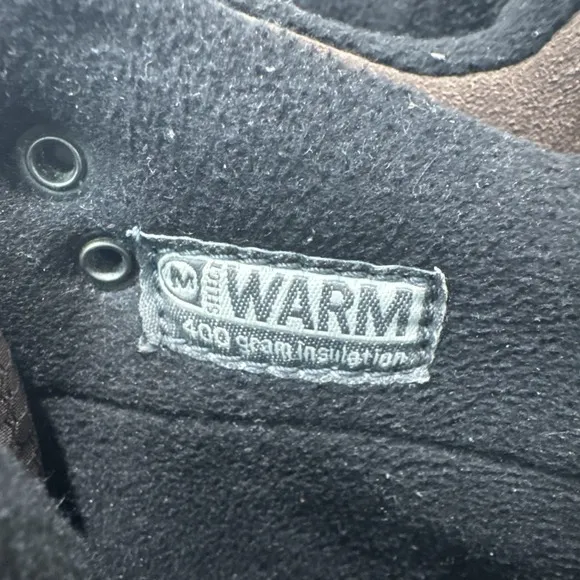 M SELECT WARM
400 gram insulation